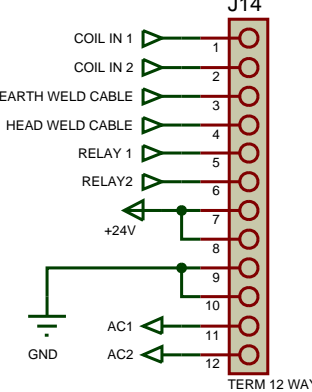 J14
COIL IN 1
1
COIL IN 2
2
EARTH WELD CABLE
3
HEAD WELD CABLE
4
RELAY 1
5
RELAY2
6
+24V
7
8
9
10
GND
AC1
11
AC2
12
TERM 12 WAY